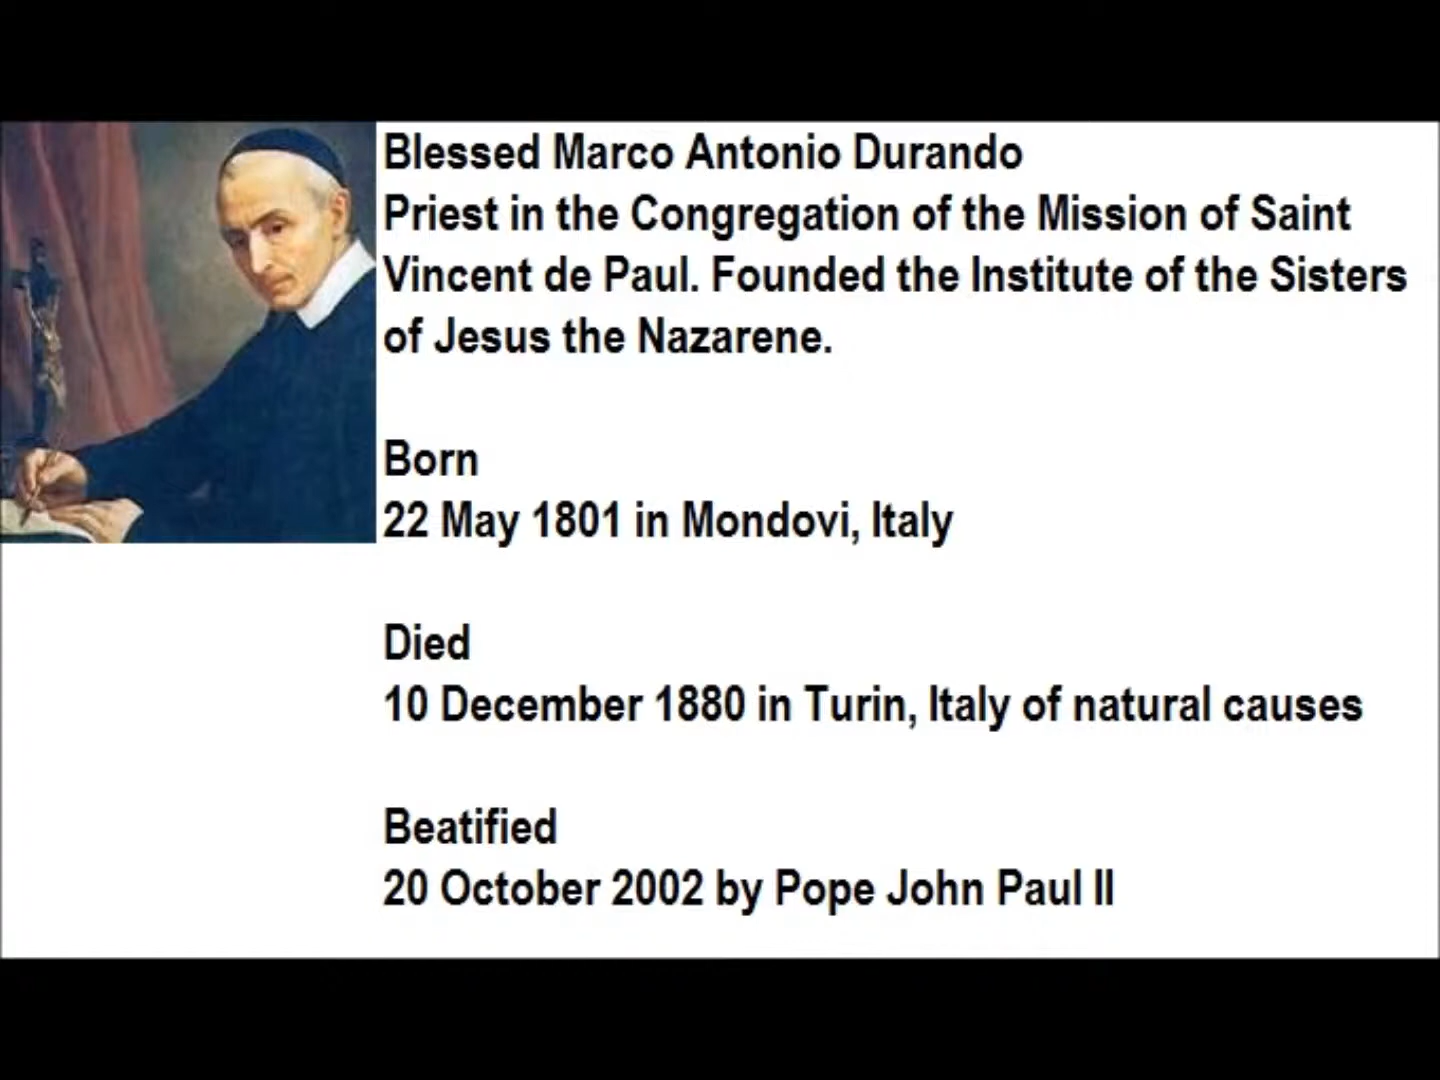 Blessed Marco Antonio Durando
Priest in the Congregation of the Mission of Saint
Vincent de Paul. Founded the Institute of the Sisters
of Jesus the Nazarene.
Born
22 May 1801 in Mondovi, Italy
Died
10 December 1880 in Turin, Italy of natural causes
Beatified
20 October 2002 by Pope John Paul II